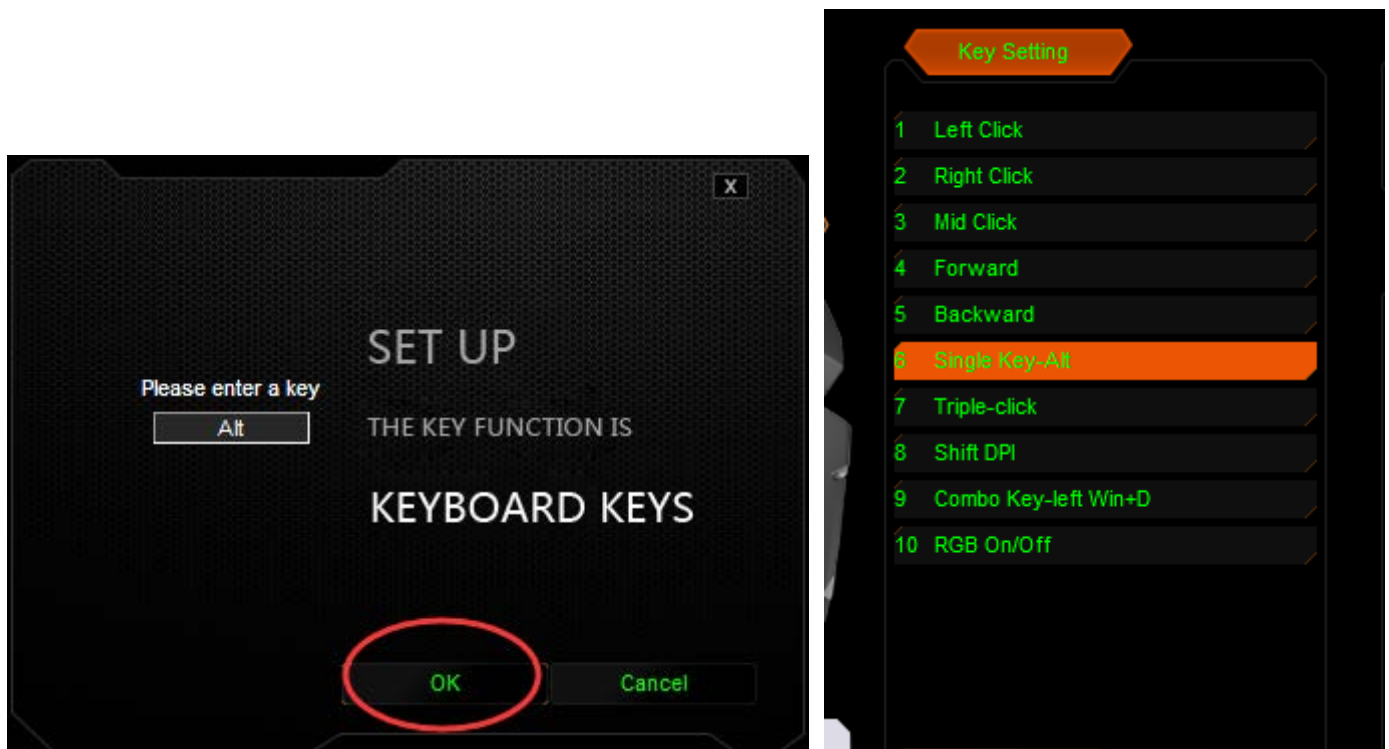 X
SET UP
Please enter a key
Alt
THE KEY FUNCTION IS
KEYBOARD KEYS
OK
Cancel
Key Setting
1 Left Click
2 Right Click
3 Mid Click
4 Forward
5 Backward
6 Single Key-Alt
7 Triple-click
8 Shift DPI
9 Combo Key-left Win+D
10 RGB On/Off